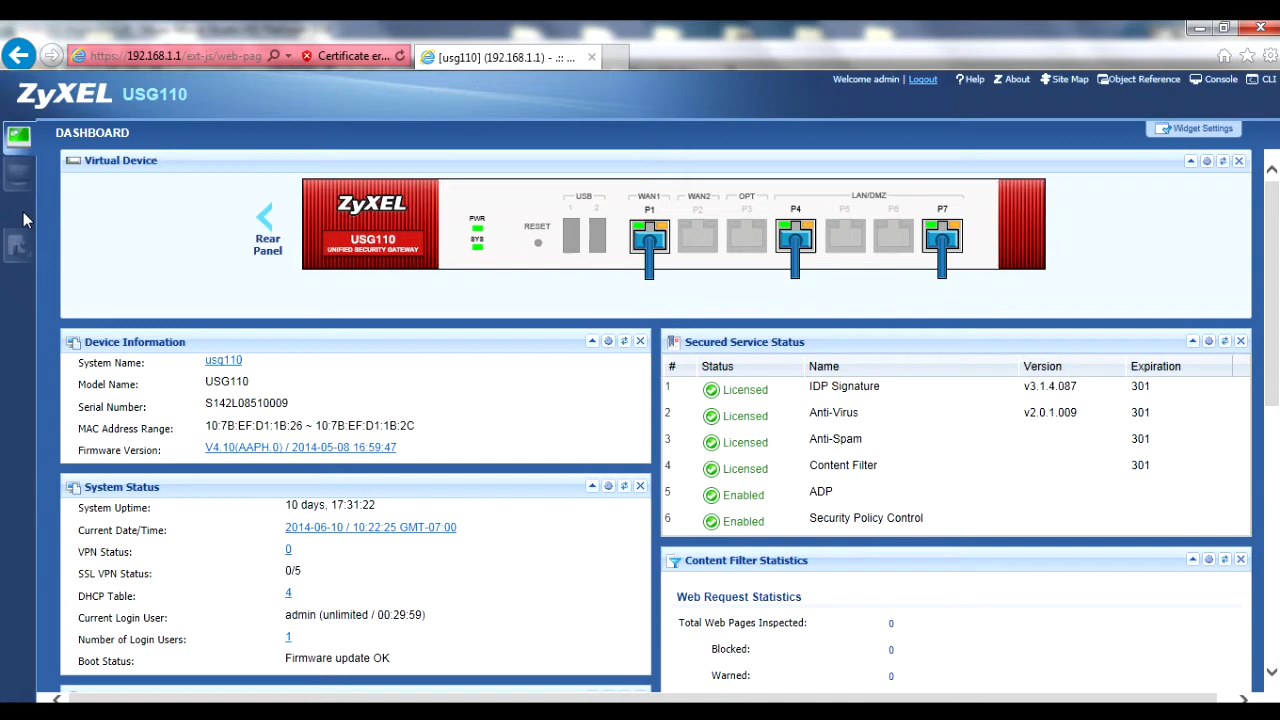 https://192.168.1.1/ext-js/web-pag
Certificate er...
[usg110] (192.168.1.1) - .:: ...
ZyXEL USG110
Welcome admin | Logout
? Help
Z About
Site Map
Object Reference
Console
CLI
DASHBOARD
Widget Settings
Virtual Device
Rear
Panel
ZyXEL
USG110
UNIFIED SECURITY GATEWAY
PWR
SYS
RESET
USB
1 2
WAN1 WAN2 OPT LAN/DMZ
P1 P2 P3 P4 P5 P6 P7
Device Information
System Name: usg110
Model Name: USG110
Serial Number: S142L08510009
MAC Address Range: 10:7B:EF:D1:1B:26 ~ 10:7B:EF:D1:1B:2C
Firmware Version: V4.10(AAPH.0) / 2014-05-08 16:59:47
System Status
System Uptime: 10 days, 17:31:22
Current Date/Time: 2014-06-10 / 10:22:25 GMT-07:00
VPN Status: 0
SSL VPN Status: 0/5
DHCP Table: 4
Current Login User: admin (unlimited / 00:29:59)
Number of Login Users: 1
Boot Status: Firmware update OK
Secured Service Status
# Status Name Version Expiration
1 Licensed IDP Signature v3.1.4.087 301
2 Licensed Anti-Virus v2.0.1.009 301
3 Licensed Anti-Spam 301
4 Licensed Content Filter 301
5 Enabled ADP
6 Enabled Security Policy Control
Content Filter Statistics
Web Request Statistics
Total Web Pages Inspected: 0
Blocked: 0
Warned: 0